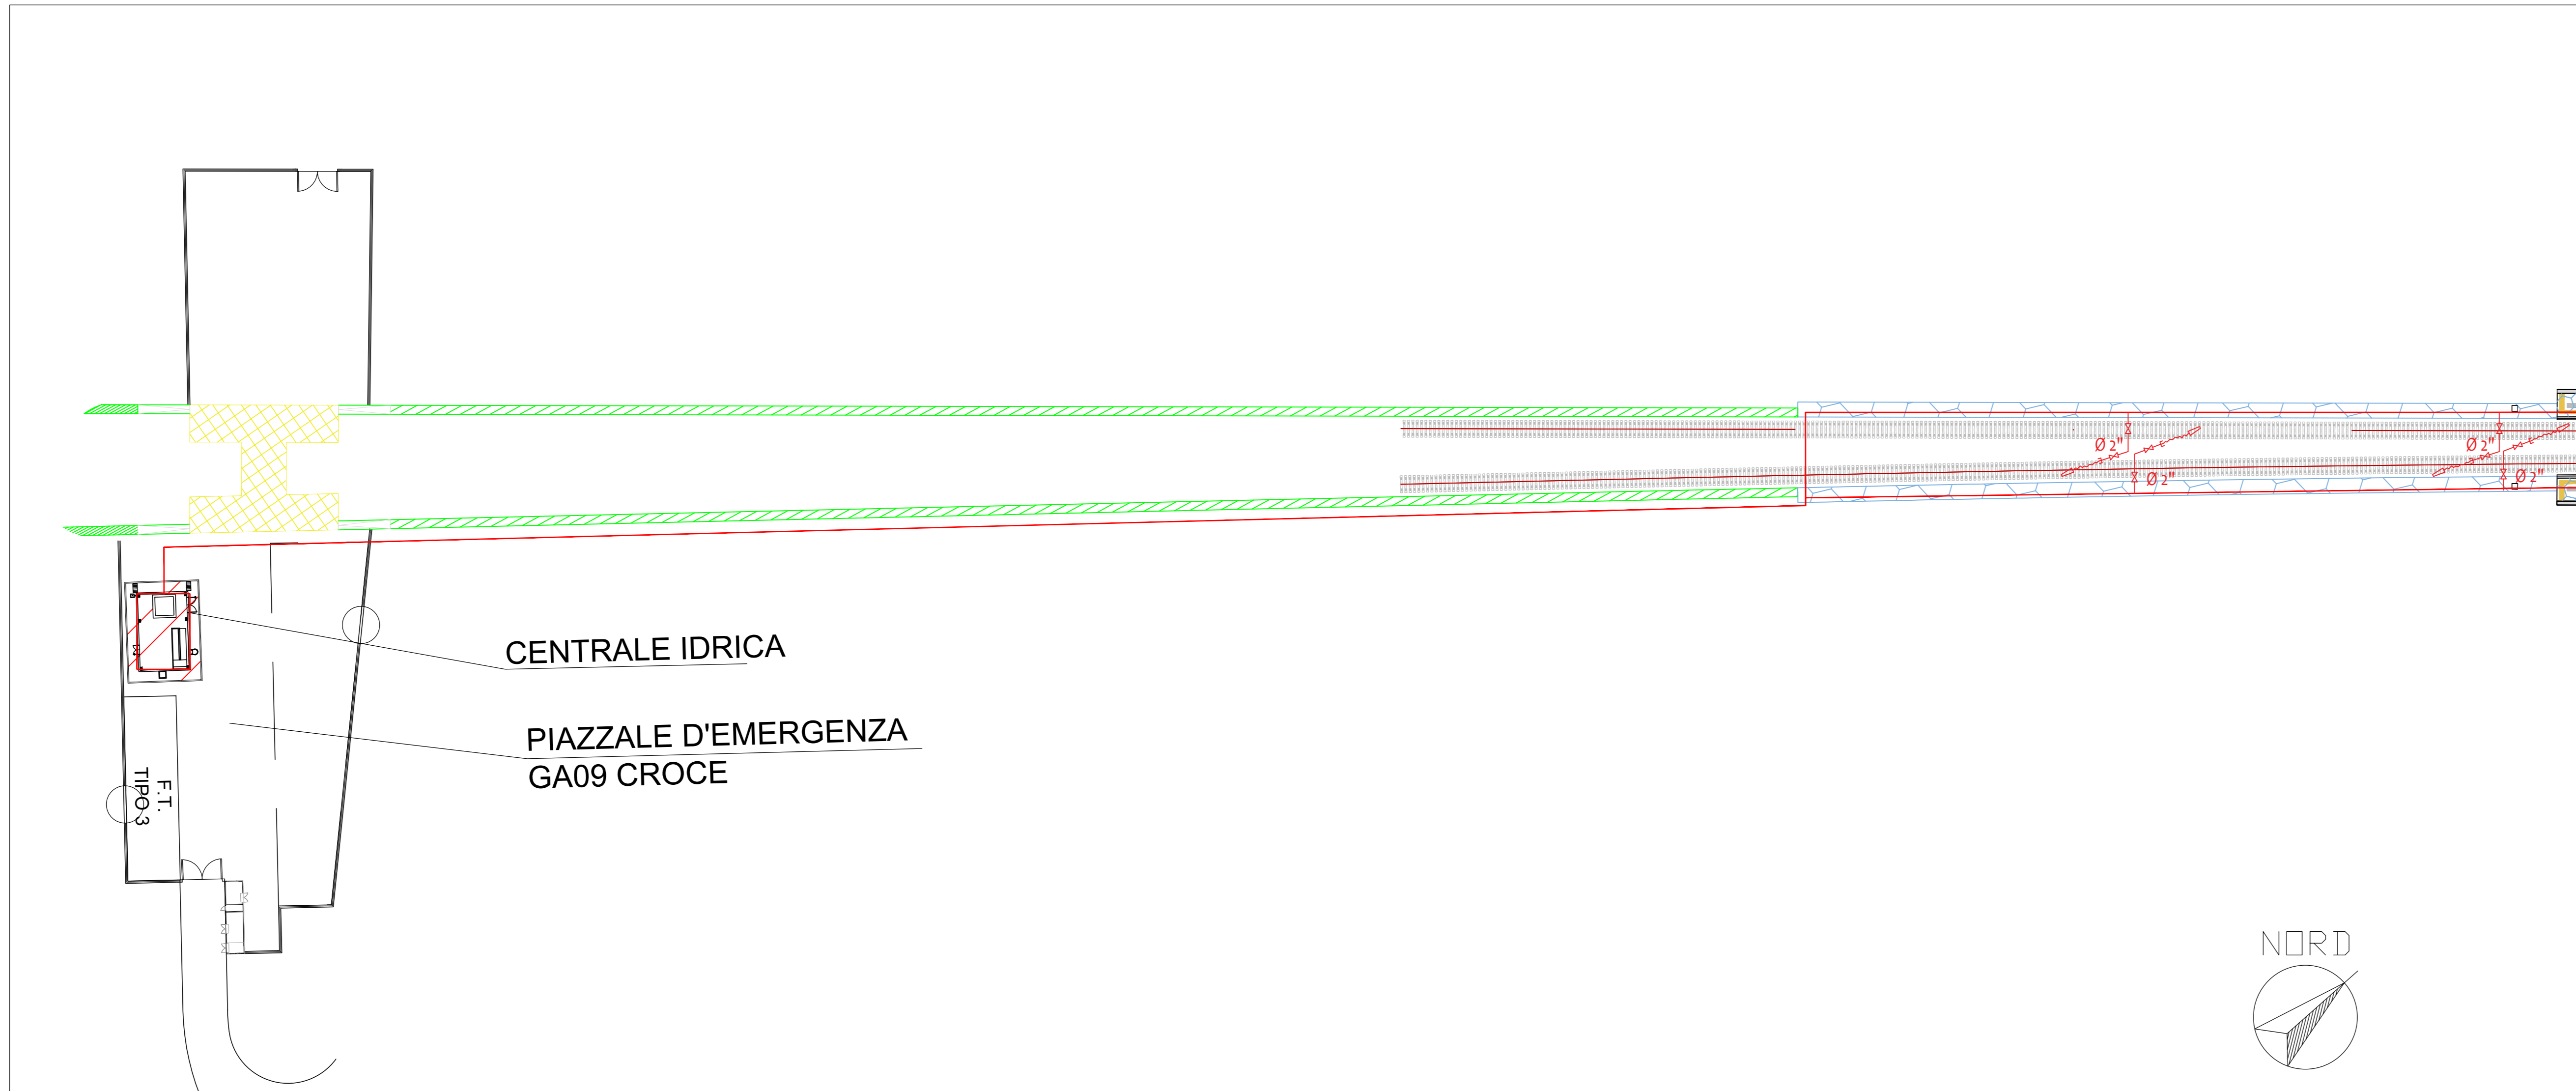 Ø 2" Ø 2"
Ø 2" Ø 2"
CENTRALE IDRICA
PIAZZALE D'EMERGENZA
GA09 CROCE
F.T.
TIPO 3
NORD